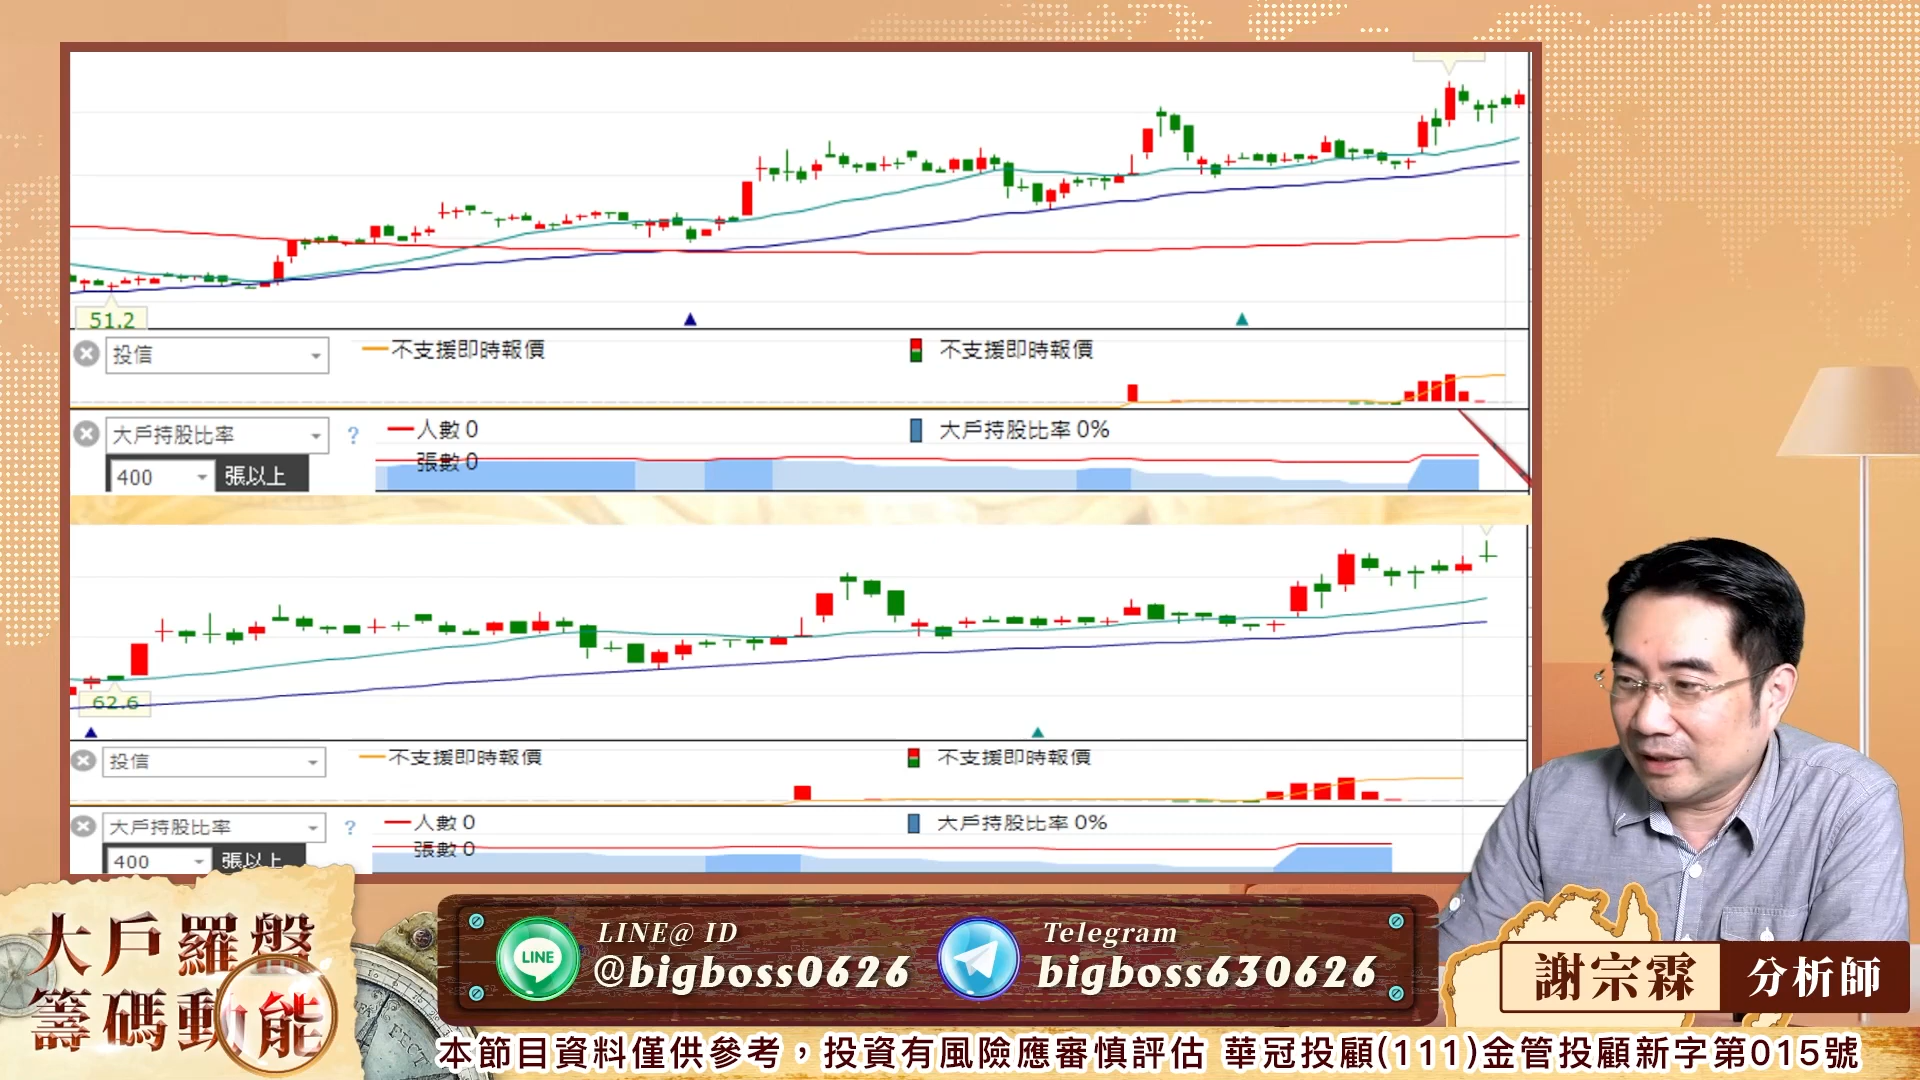 51.2
投信
不支援即時報價
不支援即時報價
大戶持股比率
?
人數 0
大戶持股比率 0%
400
張以上
張數 0
62.6
投信
不支援即時報價
不支援即時報價
大戶持股比率
?
人數 0
大戶持股比率 0%
400
張以上
張數 0
大戶羅盤
籌碼動能
LINE
LINE@ ID
@bigboss0626
Telegram
bigboss630626
謝宗霖
分析師
本節目資料僅供參考，投資有風險應審慎評估 華冠投顧(111)金管投顧新字第015號